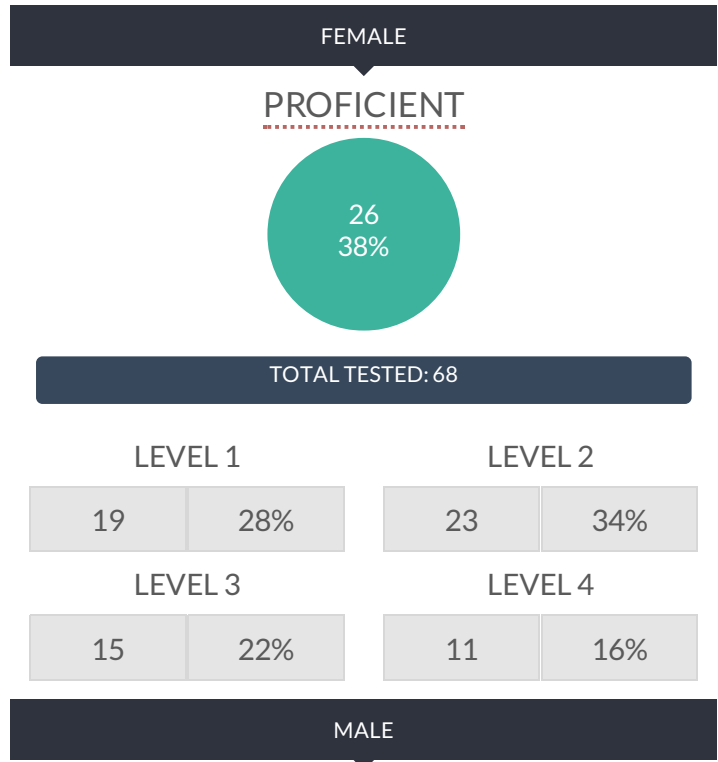 FEMALE
PROFICIENT
26
38%
TOTAL TESTED: 68
LEVEL 1
19 28%
LEVEL 2
23 34%
LEVEL 3
15 22%
LEVEL 4
11 16%
MALE